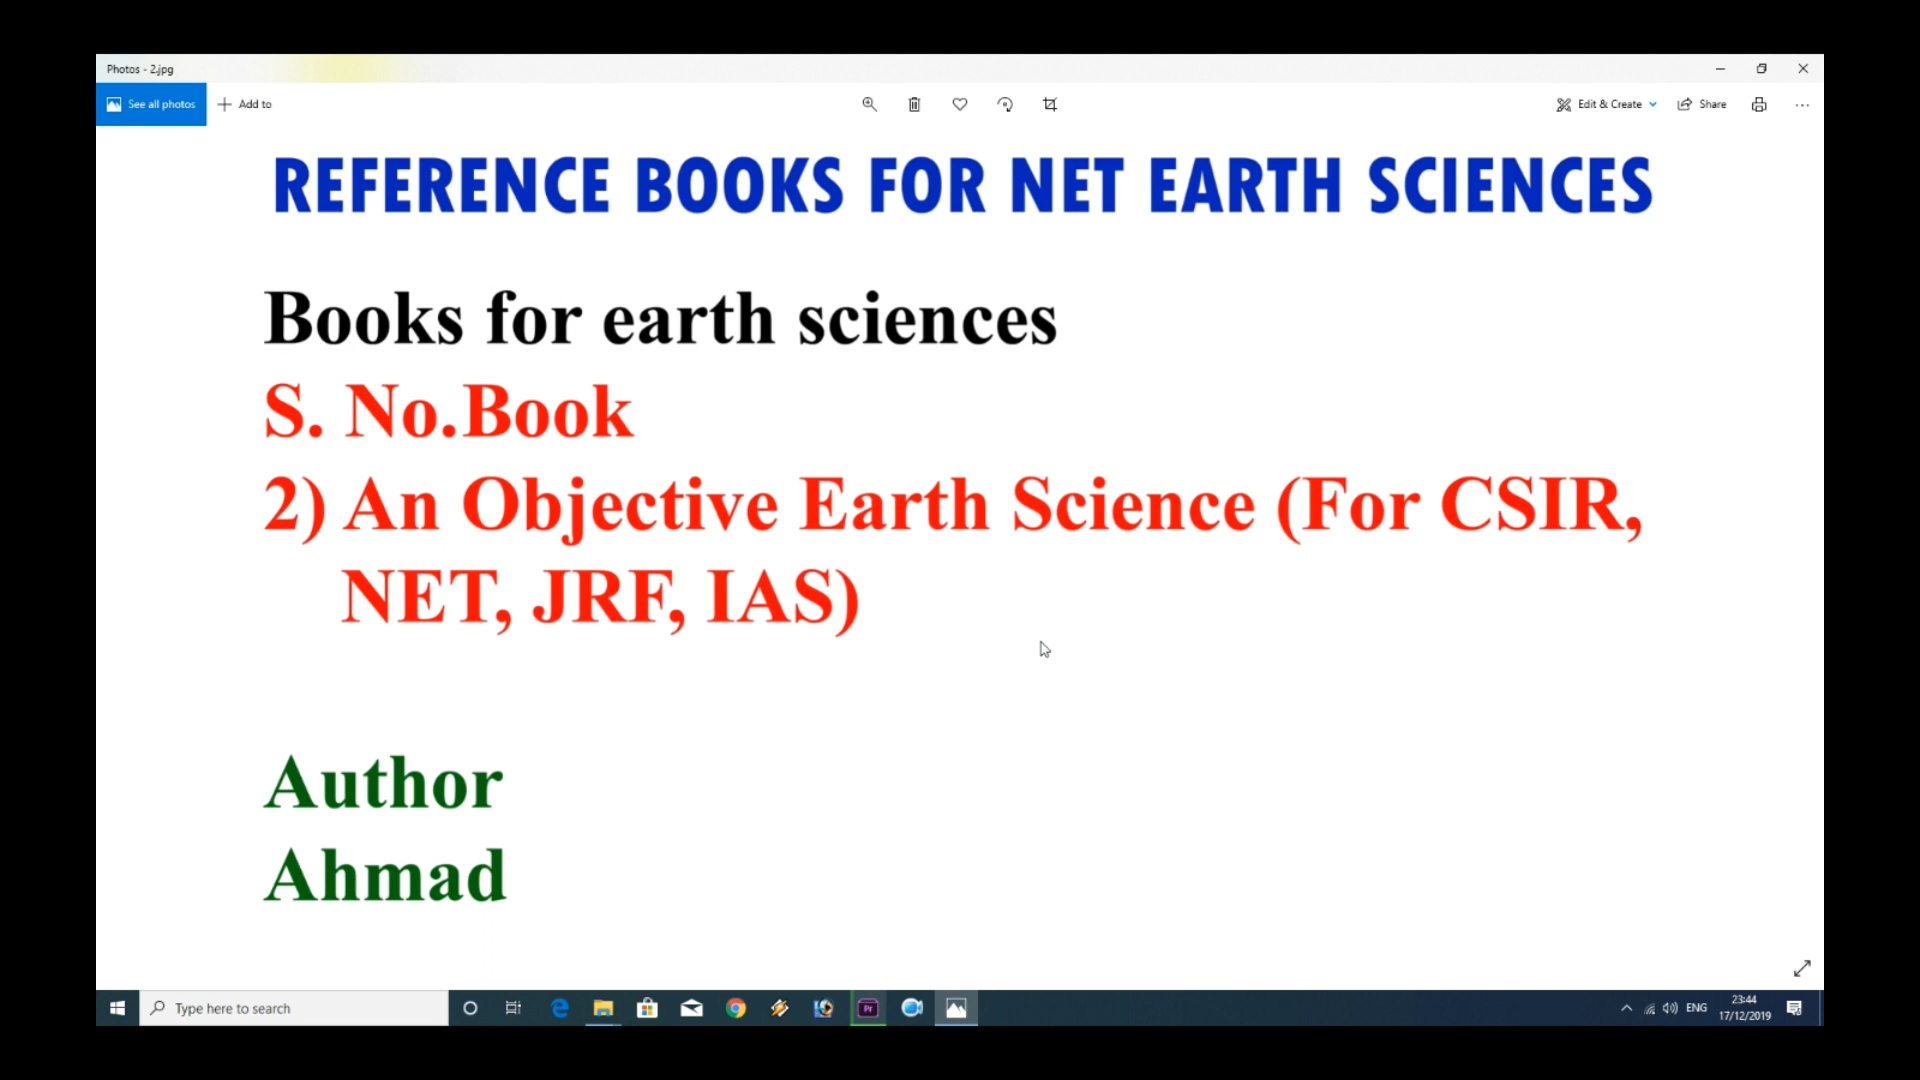 Photos - 2.jpg
See all photos
Add to
Edit & Create
Share
REFERENCE BOOKS FOR NET EARTH SCIENCES
Books for earth sciences
S. No.Book
2) An Objective Earth Science (For CSIR,
NET, JRF, IAS)
Author
Ahmad
Type here to search
Pr
ENG
23:44
17/12/2019